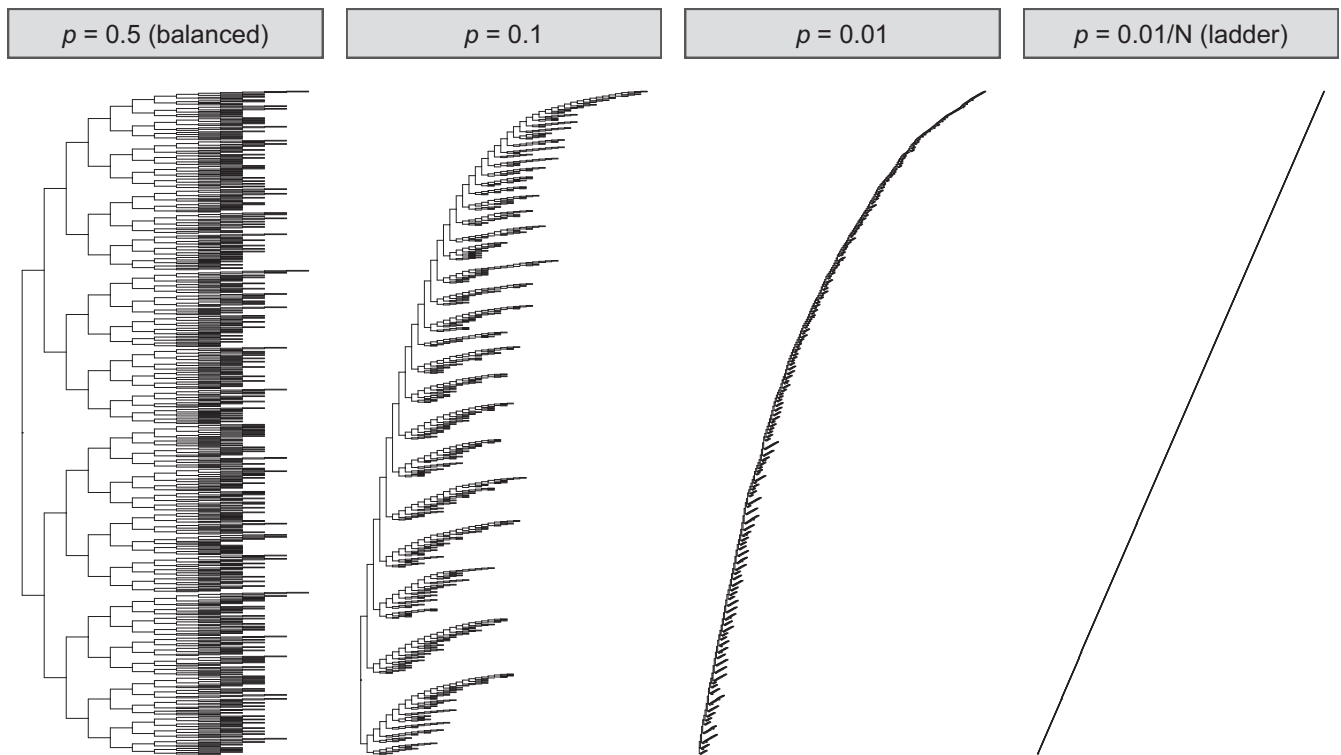 p = 0.5 (balanced)
p = 0.1
p = 0.01
p = 0.01/N (ladder)